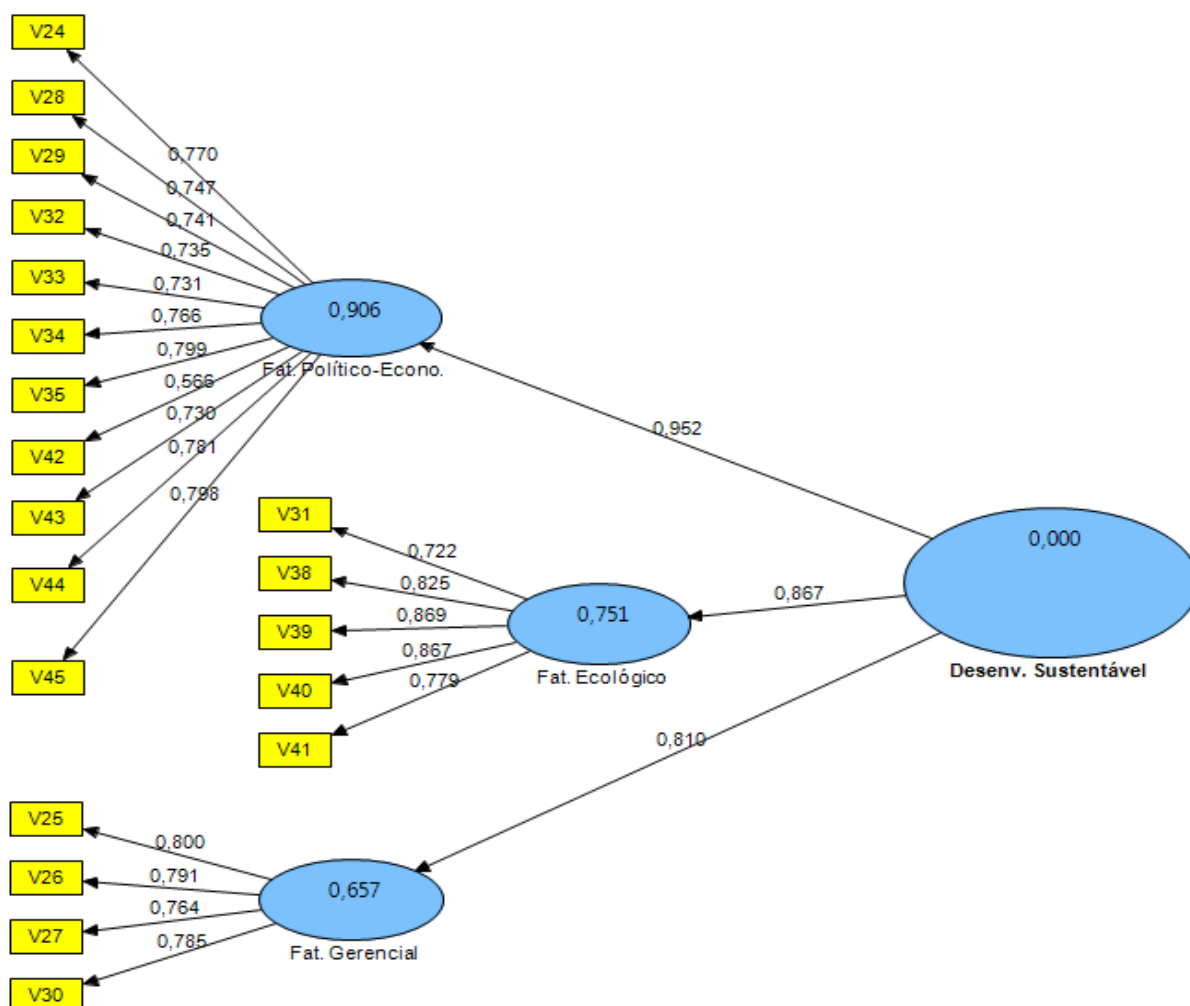 V24
V28
V29
V32
V33
V34
V35
V42
V43
V44
V45
0,770
0,747
0,741
0,735
0,731
0,766
0,799
0,566
0,730
0,781
0,798
0,906
Fat. Político-Econo.
0,952
V31
V38
V39
V40
V41
0,722
0,825
0,869
0,867
0,779
0,751
Fat. Ecológico
0,867
0,000
Desenv. Sustentável
0,810
V25
V26
V27
V30
0,800
0,791
0,764
0,785
0,657
Fat. Gerencial